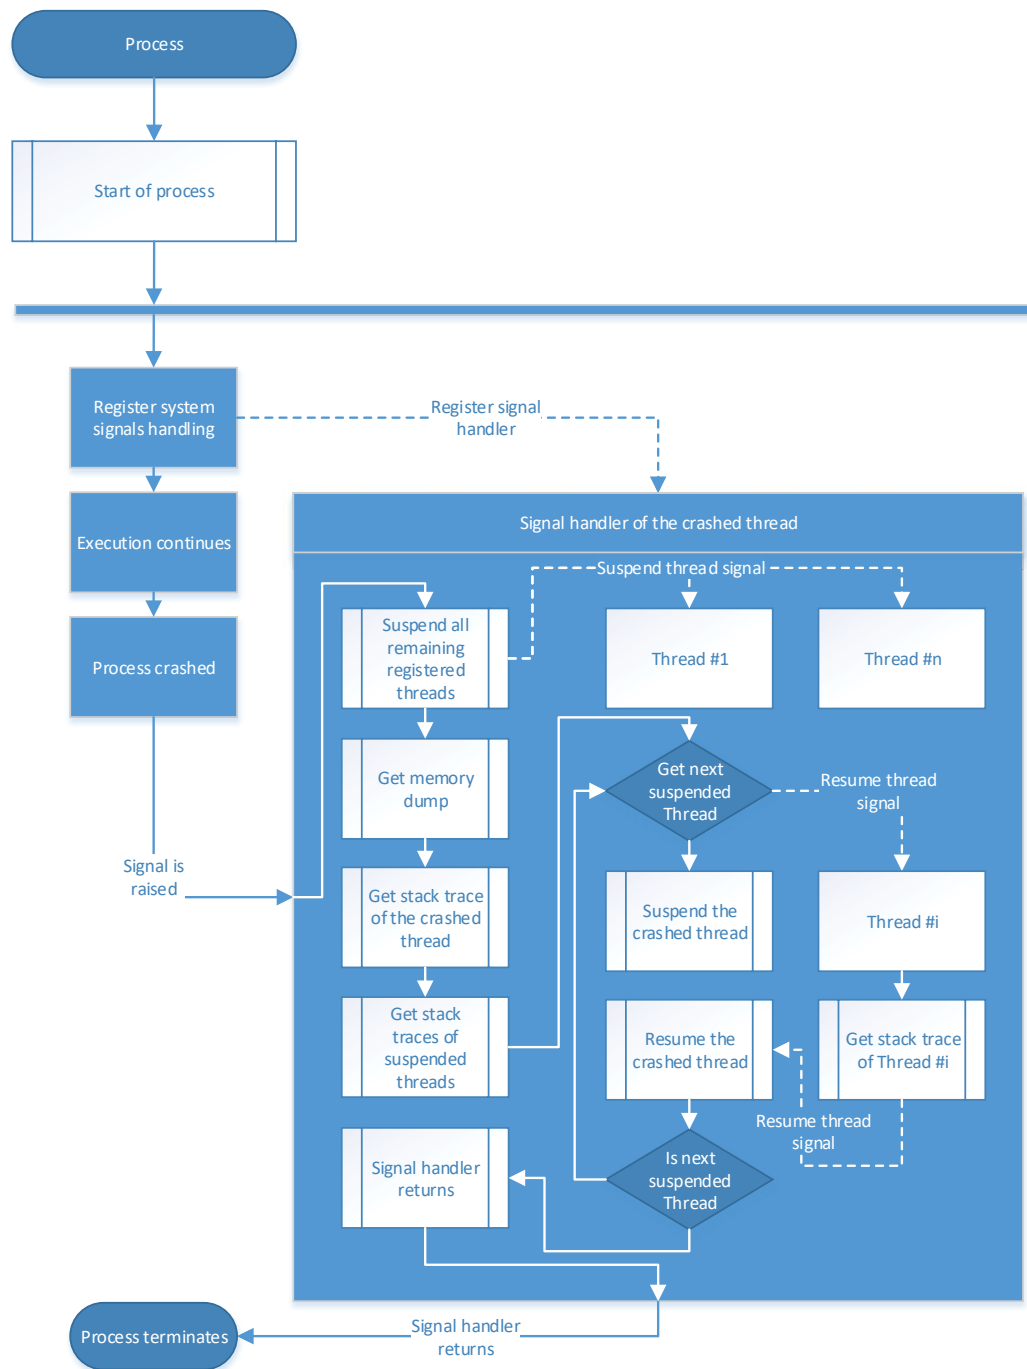 Process
Start of process
Register system
signals handling
Register signal
handler
Execution continues
Signal handler of the crashed thread
Process crashed
Suspend thread signal
Suspend all
remaining
registered
threads
Thread #1
Thread #n
Get memory
dump
Get next
suspended
Thread
Resume thread
signal
Signal is
raised
Get stack trace
of the crashed
thread
Suspend the
crashed thread
Thread #i
Get stack
traces of
suspended
threads
Resume the
crashed thread
Get stack trace
of Thread #i
Resume thread
signal
Signal handler
returns
Is next
suspended
Thread
Process terminates
Signal handler
returns